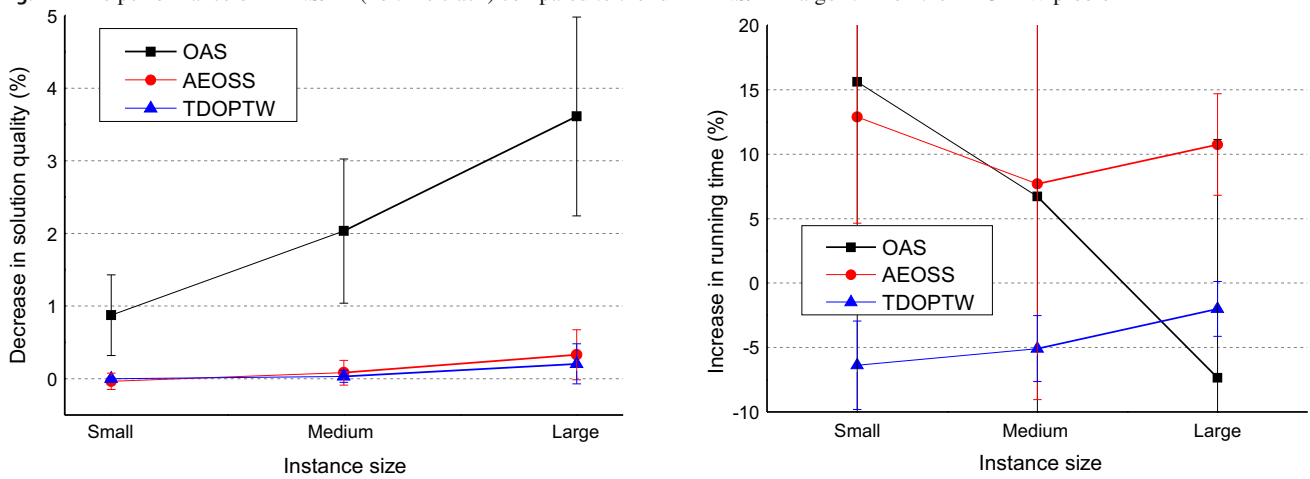 5
4
3
2
1
0
Decrease in solution quality (%)
OAS
AEOSS
TDOPTW
Small
Medium
Large
Instance size
20
15
10
5
0
-5
-10
Increase in running time (%)
OAS
AEOSS
TDOPTW
Small
Medium
Large
Instance size